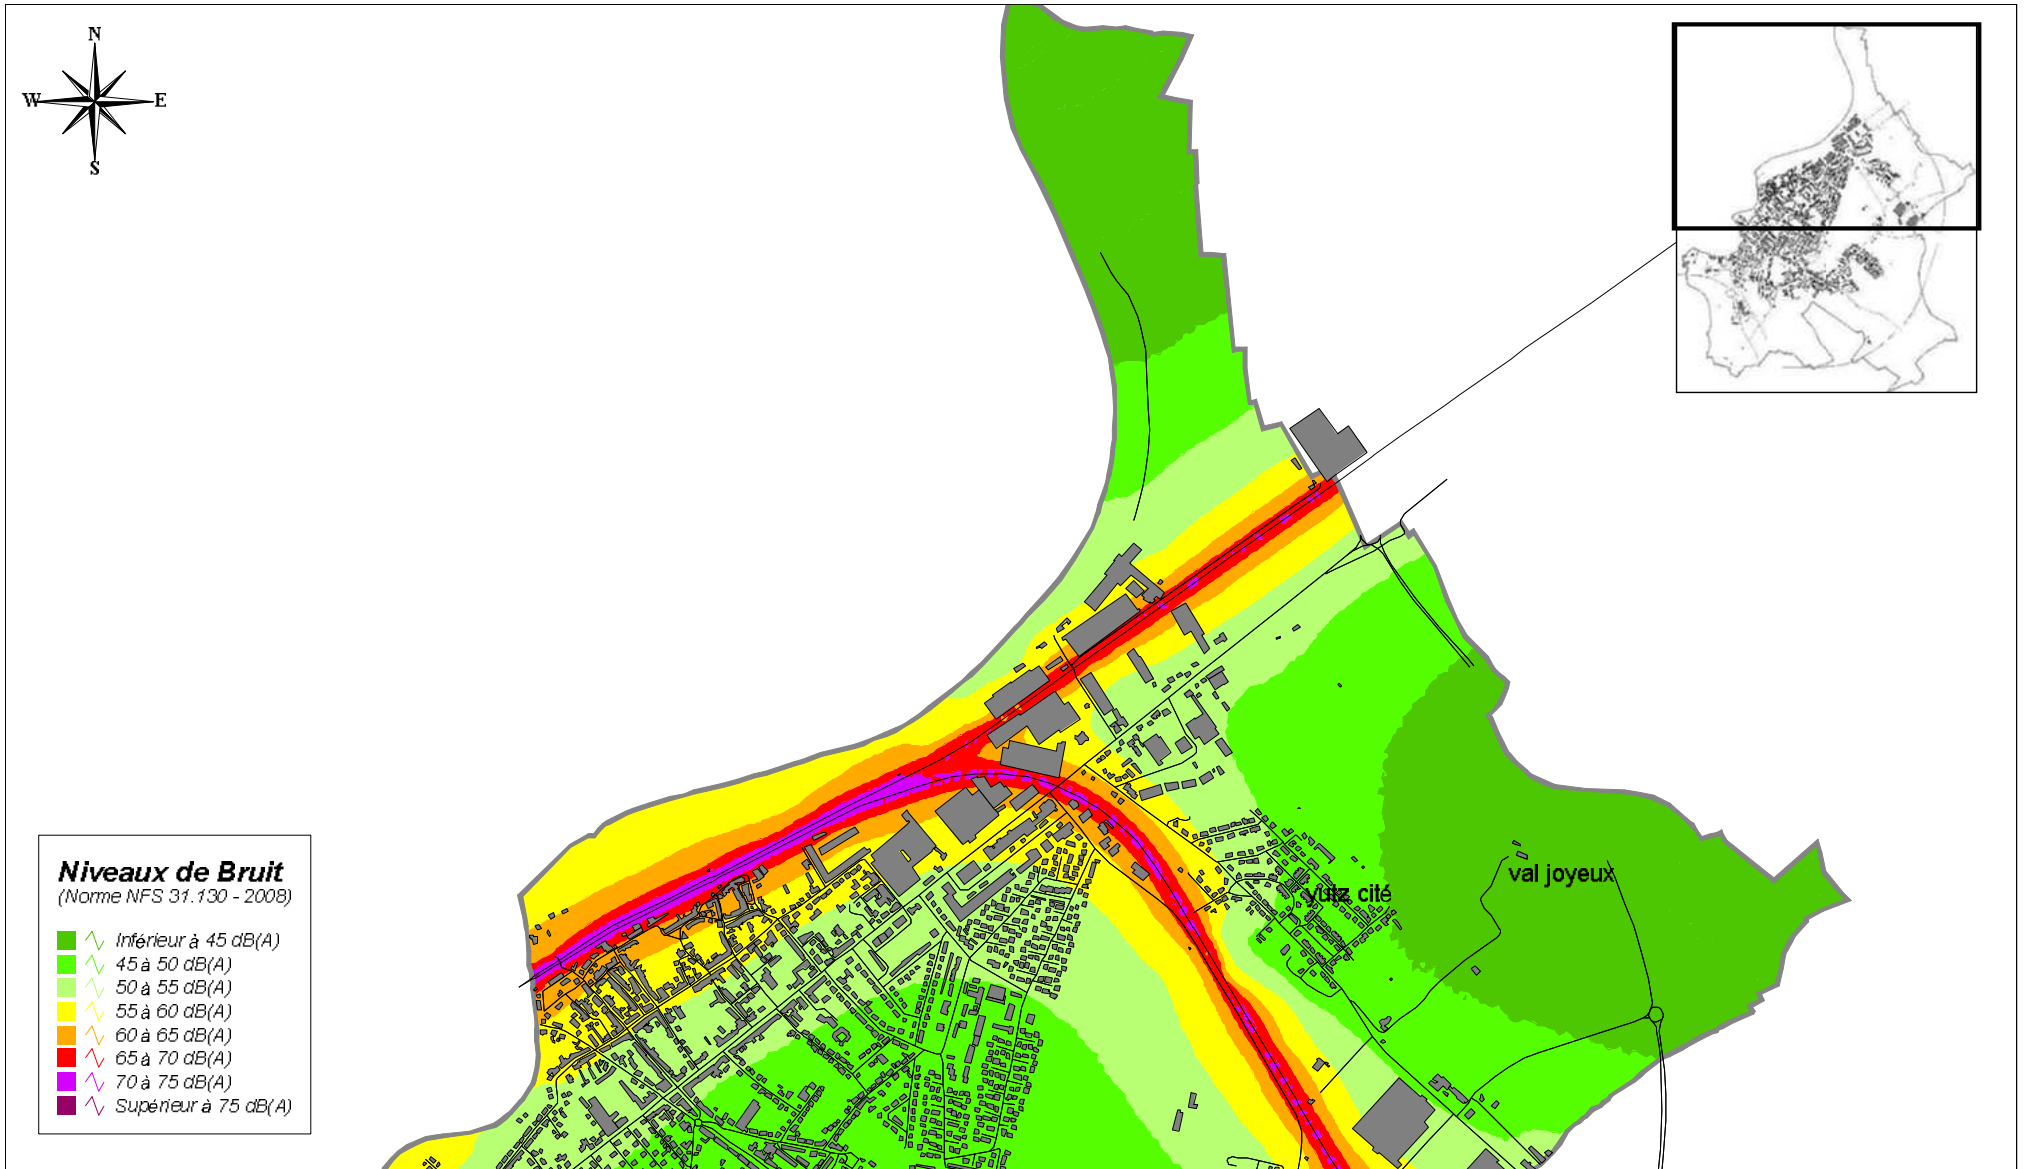 N
W
E
S
yutz cité
val joyeux
Niveaux de Bruit
(Norme NFS 31.130 - 2008)
Inférieur à 45 dB(A)
45 à 50 dB(A)
50 à 55 dB(A)
55 à 60 dB(A)
60 à 65 dB(A)
65 à 70 dB(A)
70 à 75 dB(A)
Supérieur à 75 dB(A)